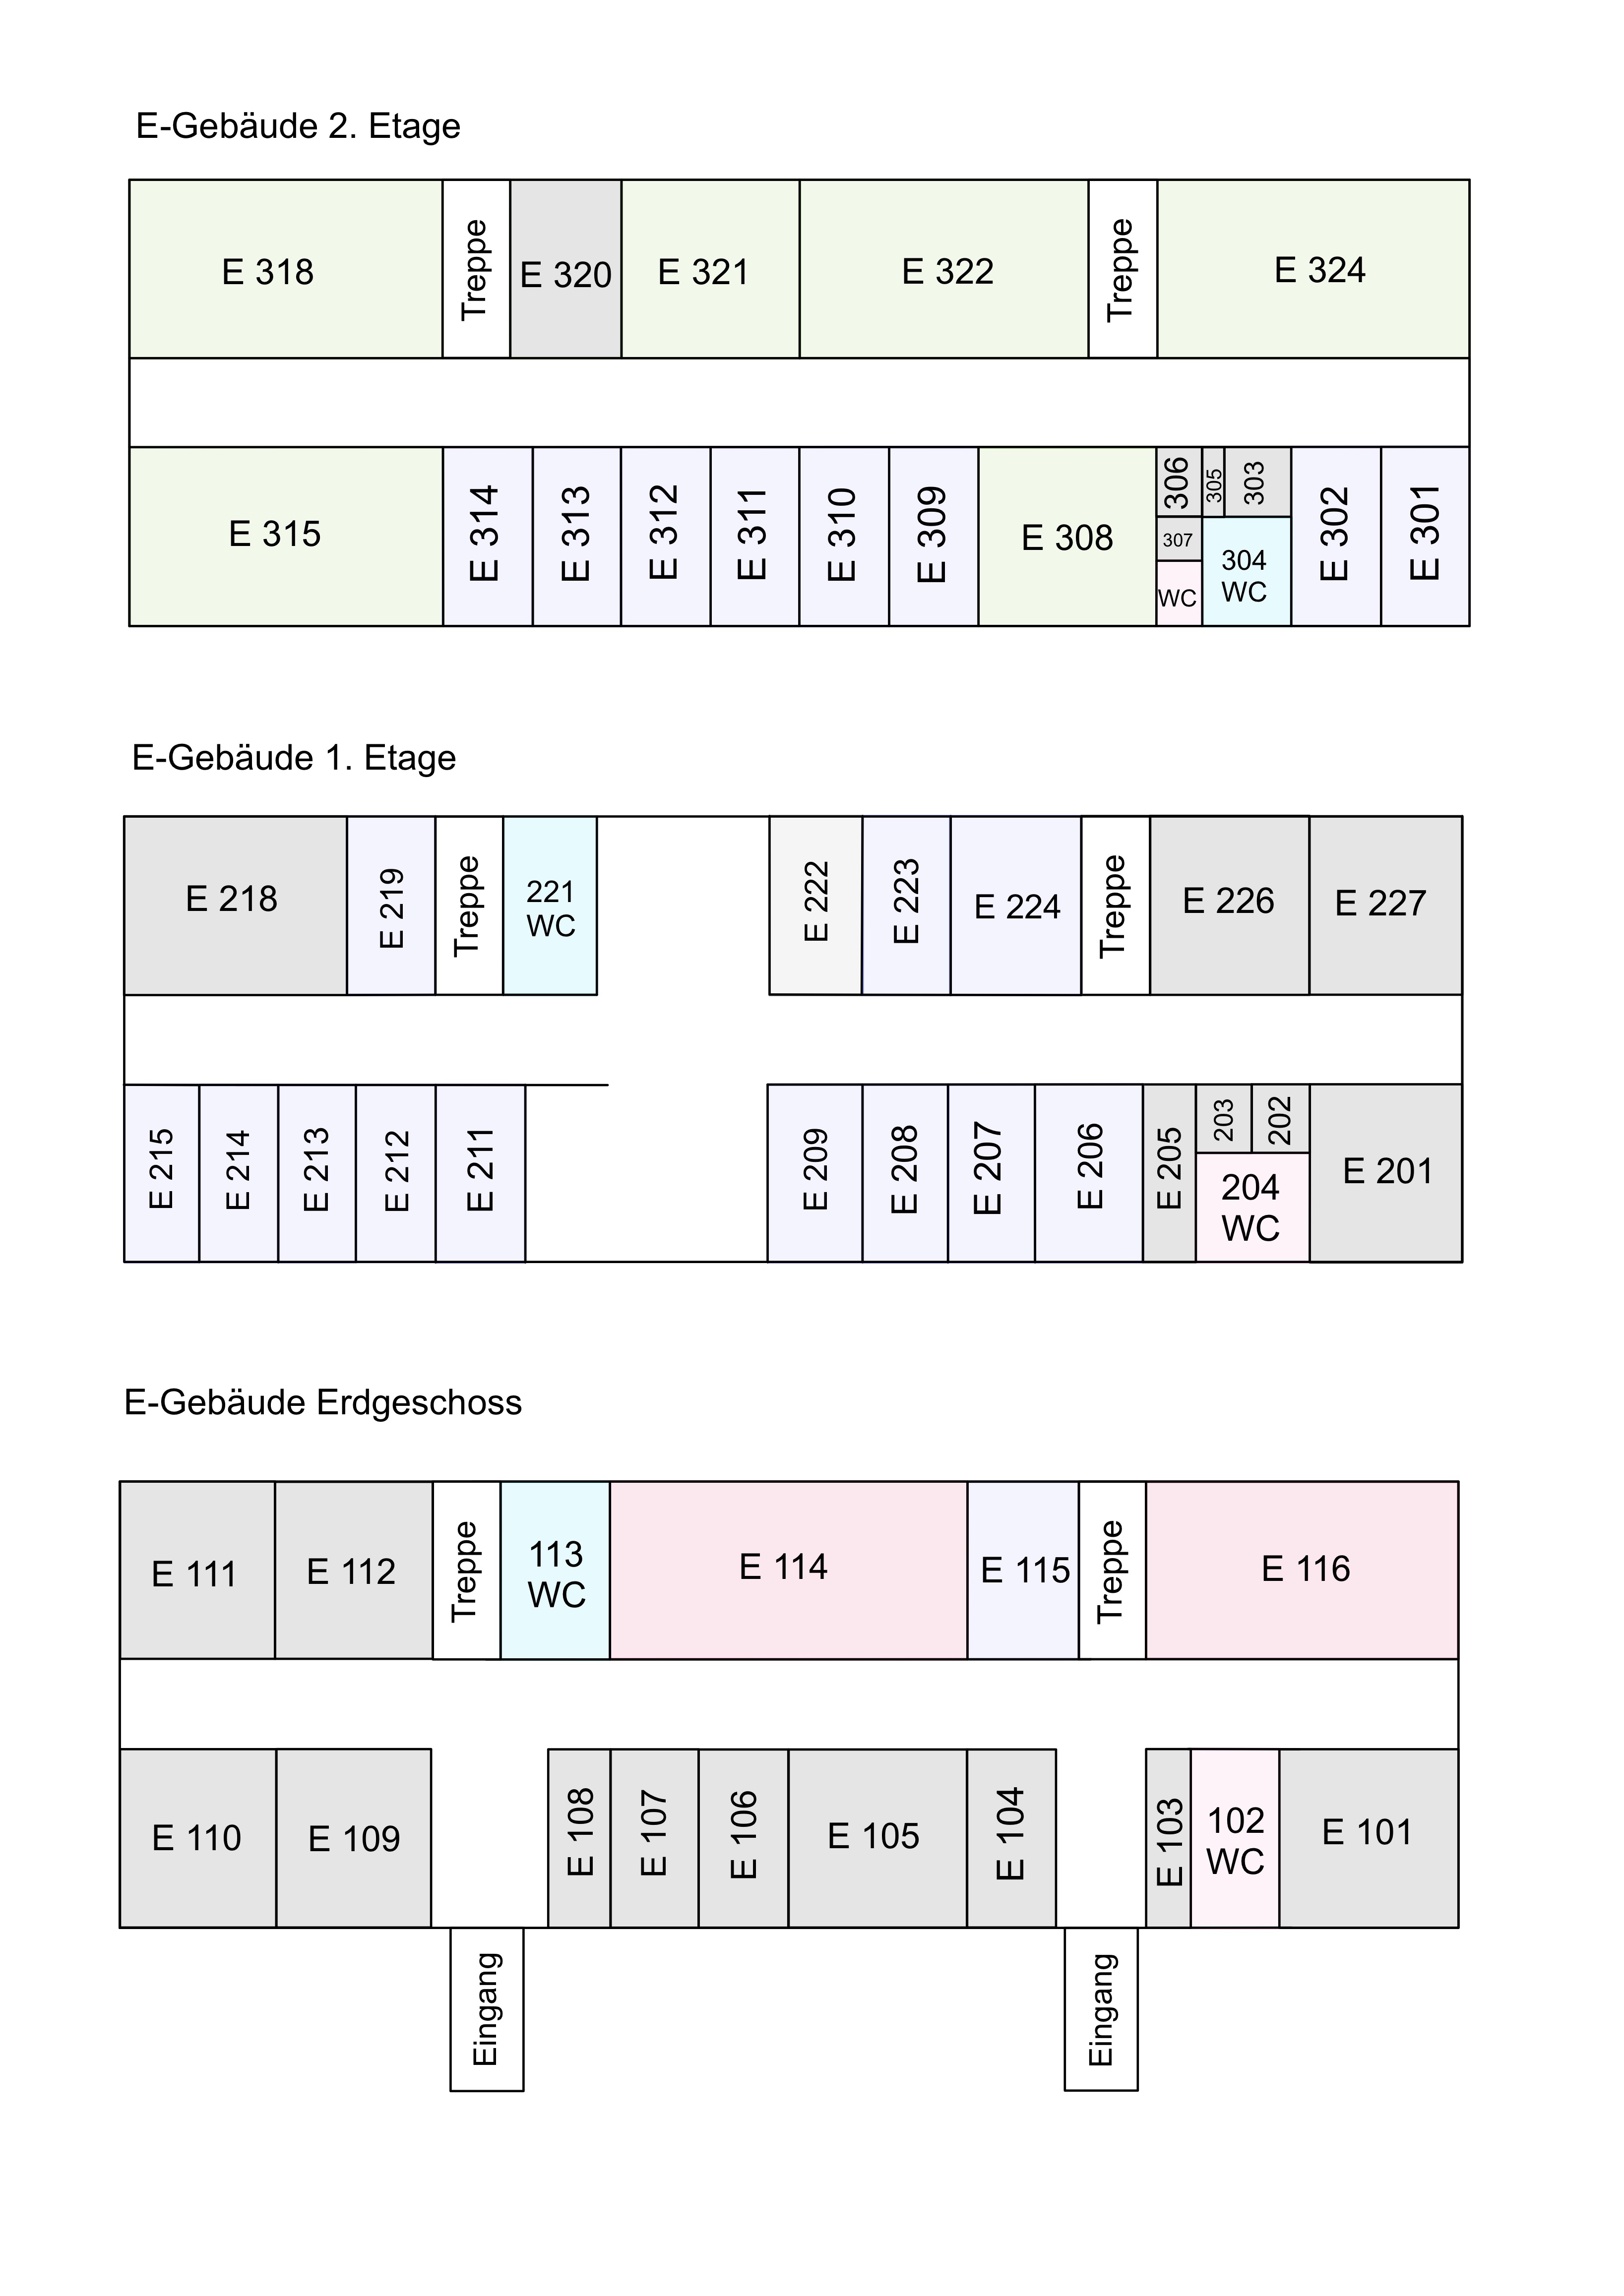 E-Gebäude 2. Etage
E 318
Treppe
E 320
E 321
E 322
Treppe
E 324
E 315
E 314
E 313
E 312
E 311
E 310
E 309
E 308
306
307
WC
305
303
304
WC
E 302
E 301
E-Gebäude 1. Etage
E 218
E 219
Treppe
221
WC
E 222
E 223
E 224
Treppe
E 226
E 227
E 215
E 214
E 213
E 212
E 211
E 209
E 208
E 207
E 206
E 205
203
202
204
WC
E 201
E-Gebäude Erdgeschoss
E 111
E 112
Treppe
113
WC
E 114
E 115
Treppe
E 116
E 110
E 109
E 108
E 107
E 106
E 105
E 104
E 103
102
WC
E 101
Eingang
Eingang